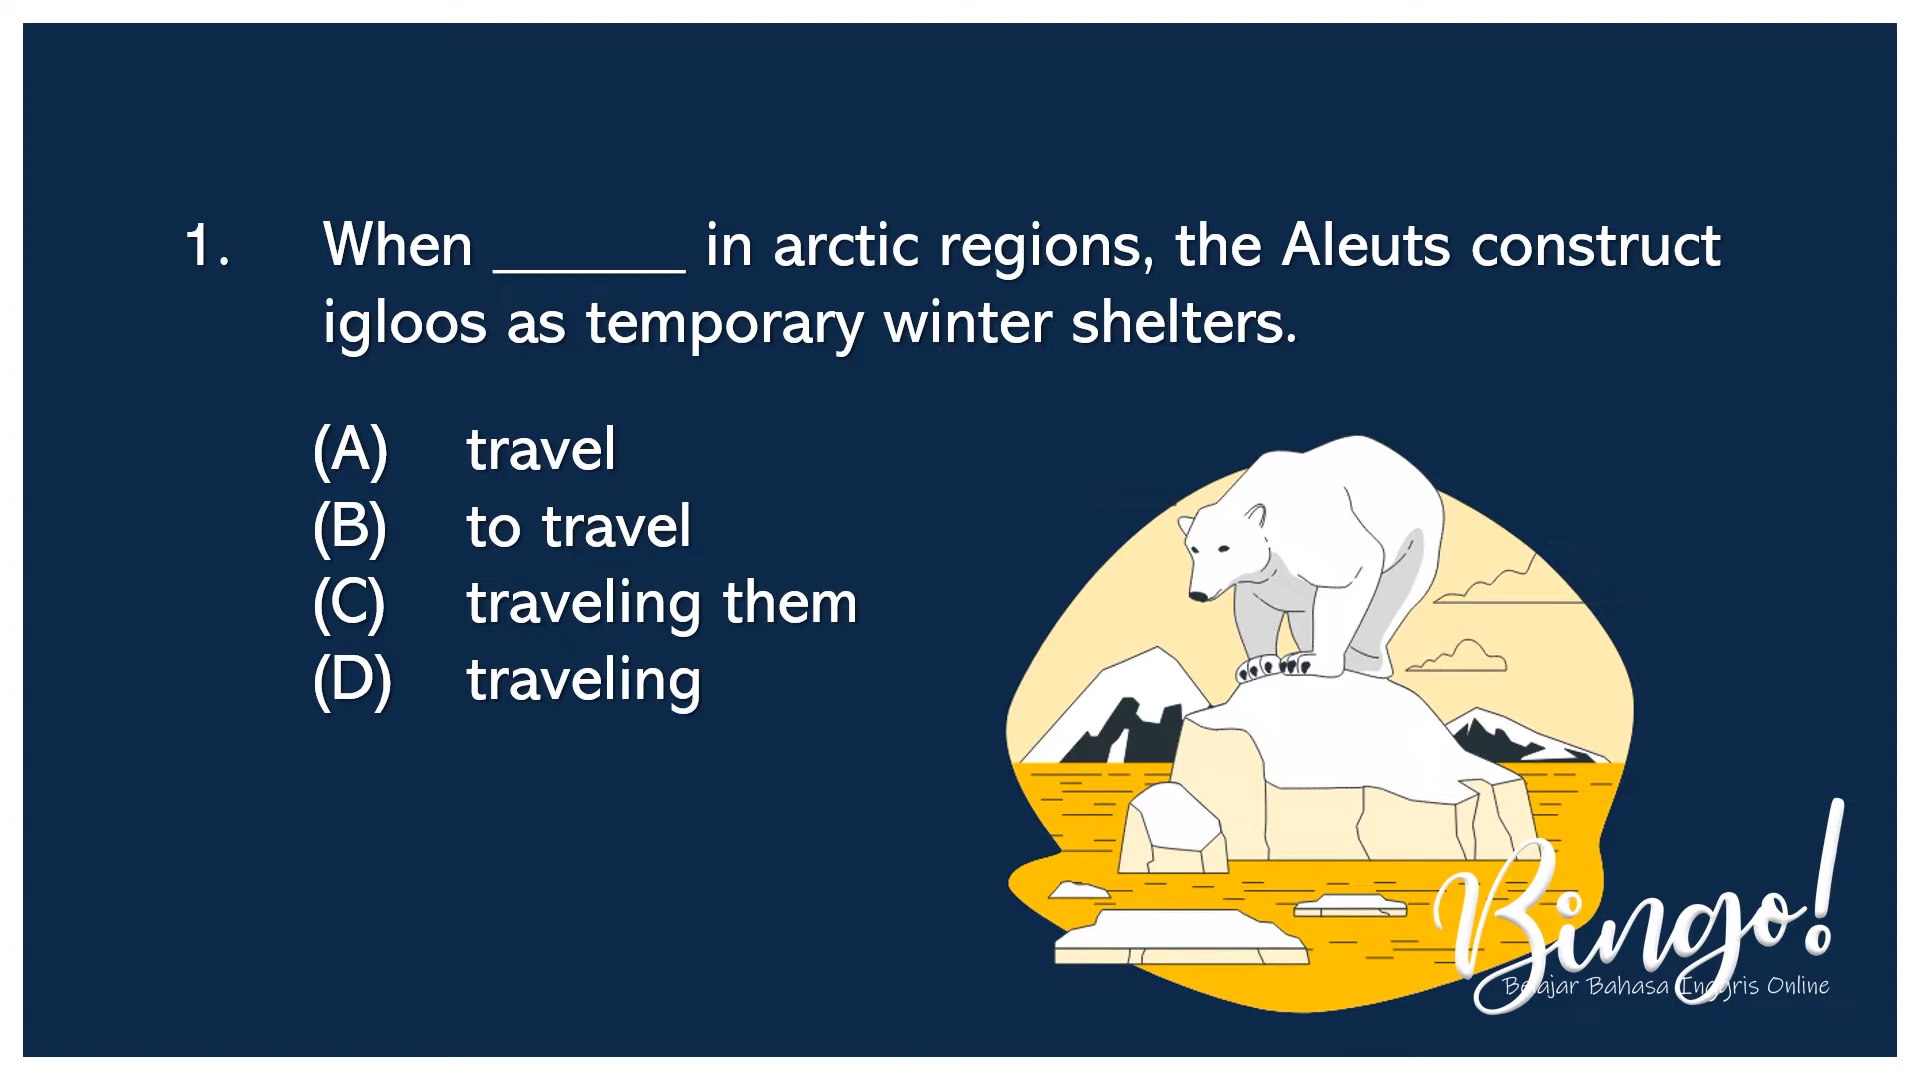 1. When ______ in arctic regions, the Aleuts construct
igloos as temporary winter shelters.
(A) travel
(B) to travel
(C) traveling them
(D) traveling
Bingo!
Belajar Bahasa Inggris Online